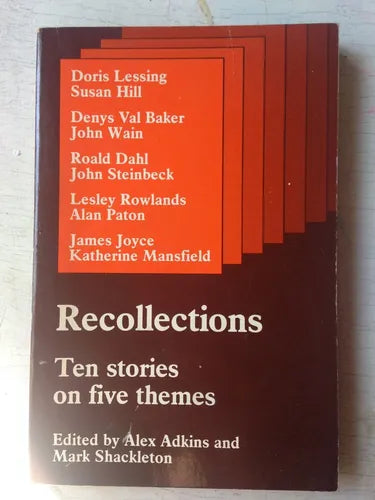 Doris Lessing
Susan Hill
Denys Val Baker
John Wain
Roald Dahl
John Steinbeck
Lesley Rowlands
Alan Paton
James Joyce
Katherine Mansfield
Recollections
Ten stories
on five themes
Edited by Alex Adkins and
Mark Shackleton